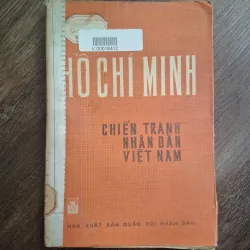 HỒ CHÍ MINH
CHIẾN TRANH
NHÂN DÂN
VIỆT NAM
NHÀ XUẤT BẢN QUÂN ĐỘI NHÂN DÂN